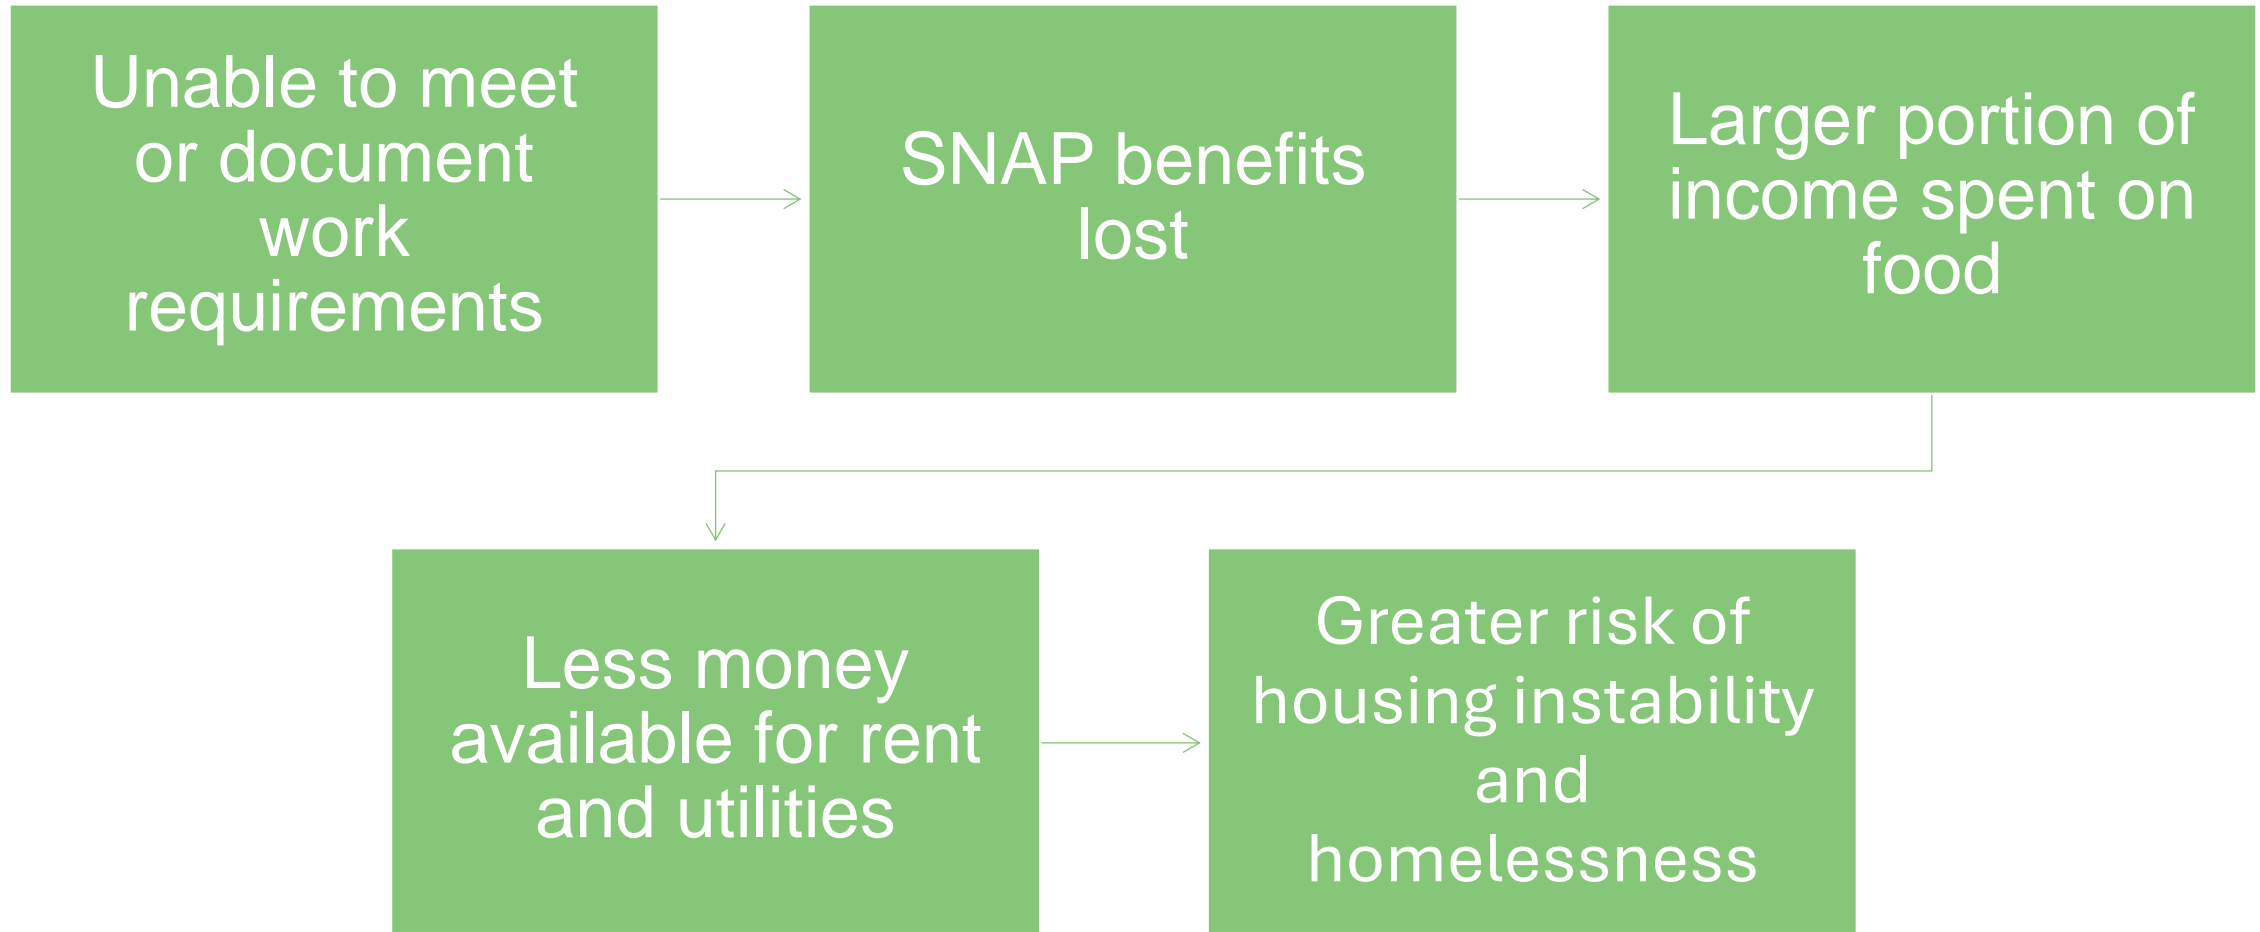 Unable to meet
or document
work
requirements
SNAP benefits
lost
Larger portion of
income spent on
food
Less money
available for rent
and utilities
Greater risk of
housing instability
and
homelessness